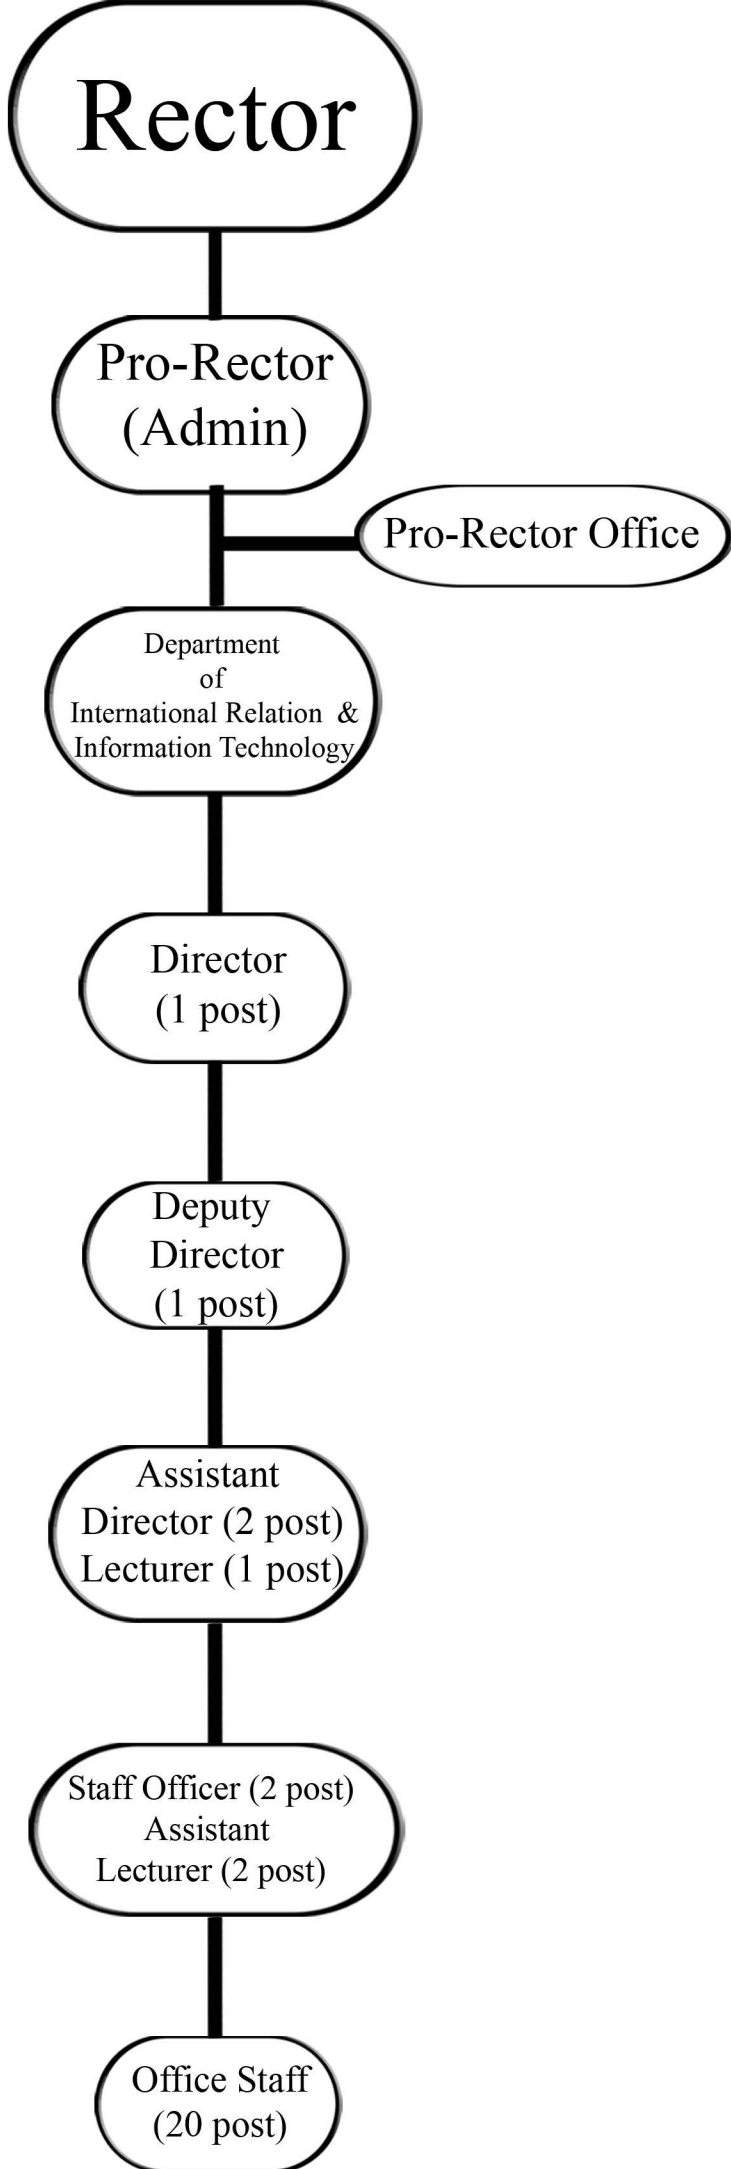 Rector
Pro-Rector
(Admin)
Pro-Rector Office
Department
of
International Relation &
Information Technology
Director
(1 post)
Deputy
Director
(1 post)
Assistant
Director (2 post)
Lecturer (1 post)
Staff Officer (2 post)
Assistant
Lecturer (2 post)
Office Staff
(20 post)